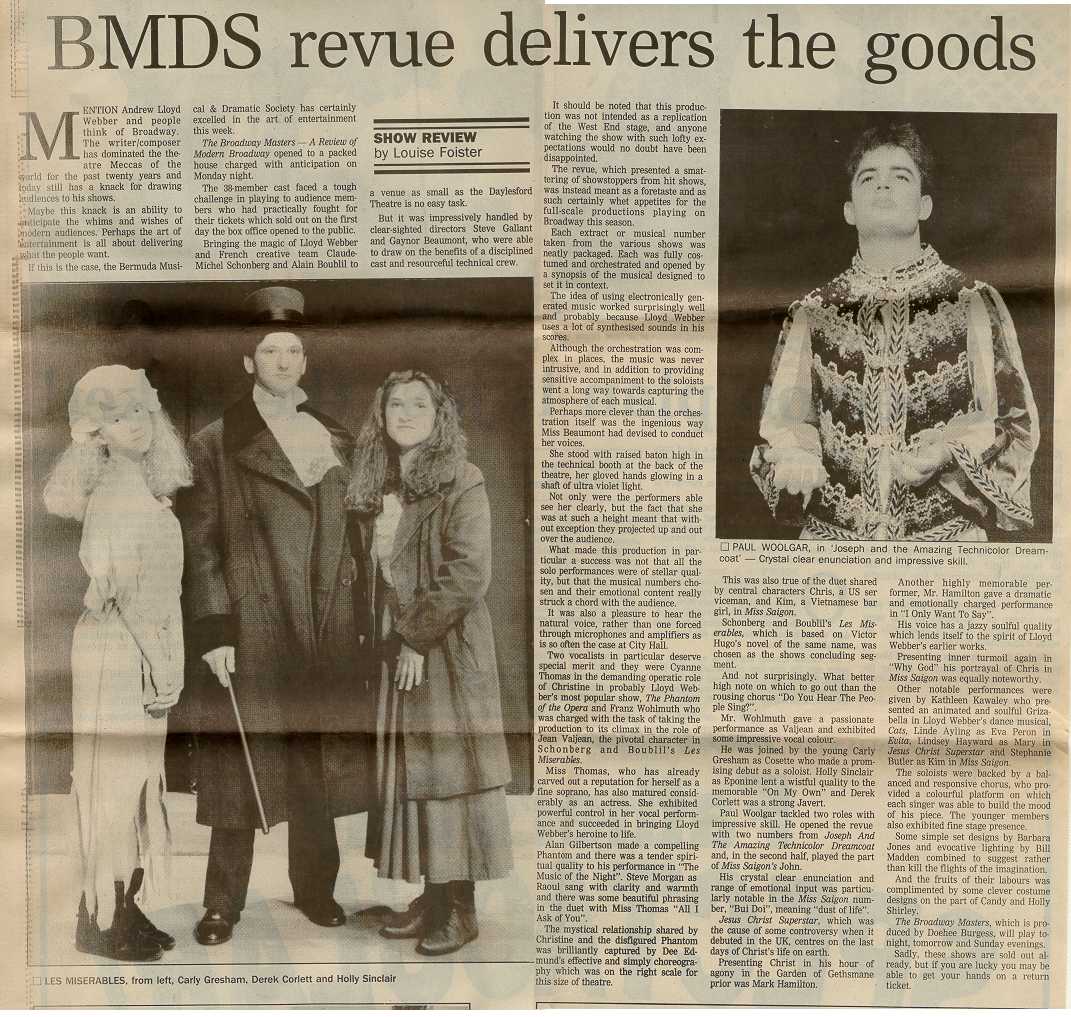 BMDS revue delivers the goods
MENTION Andrew Lloyd
Webber and people
think of Broadway.
The writer/composer
has dominated the the-
atre Meccas of the
world for the past twenty years and
today still has a knack for drawing
audiences to his shows.
Maybe this knack is an ability to
anticipate the whims and wishes of
modern audiences. Perhaps the art of
entertainment is all about delivering
what the people want.
If this is the case, the Bermuda Musi-
cal & Dramatic Society has certainly
excelled in the art of entertainment
this week.
The Broadway Masters — A Review of
Modern Broadway opened to a packed
house charged with anticipation on
Monday night.
The 38-member cast faced a tough
challenge in playing to audience mem-
bers who had practically fought for
their tickets which sold out on the first
day the box office opened to the public.
Bringing the magic of Lloyd Webber
and French creative team Claude-
Michel Schonberg and Alain Boublil to
SHOW REVIEW
by Louise Foister
a venue as small as the Daylesford
Theatre is no easy task.
But it was impressively handled by
clear-sighted directors Steve Gallant
and Gaynor Beaumont, who were able
to draw on the benefits of a disciplined
cast and resourceful technical crew.
It should be noted that this produc-
tion was not intended as a replication
of the West End stage, and anyone
watching the show with such lofty ex-
pectations would no doubt have been
disappointed.
The revue, which presented a smat-
tering of showstoppers from hit shows,
was instead meant as a foretaste and as
such certainly whet appetites for the
full-scale productions playing on
Broadway this season.
Each extract or musical number
taken from the various shows was
neatly packaged. Each was fully cos-
tumed and orchestrated and opened by
a synopsis of the musical designed to
set it in context.
The idea of using electronically gen-
erated music worked surprisingly well
and probably because Lloyd Webber
uses a lot of synthesised sounds in his
scores.
Although the orchestration was com-
plex in places, the music was never
intrusive, and in addition to providing
sensitive accompaniment to the soloists
went a long way towards capturing the
atmosphere of each musical.
Perhaps more clever than the orches-
tration itself was the ingenious way
Miss Beaumont had devised to conduct
her voices.
She stood with raised baton high in
the technical booth at the back of the
theatre, her gloved hands glowing in a
shaft of ultra violet light.
Not only were the performers able
see her clearly, but the fact that she
was at such a height meant that with-
out exception they projected up and out
over the audience.
What made this production in par-
ticular a success was not that all the
solo performances were of stellar qual-
ity, but that the musical numbers cho-
sen and their emotional content really
struck a chord with the audience.
It was also a pleasure to hear the
natural voice, rather than one forced
through microphones and amplifiers as
is so often the case at City Hall.
Two vocalists in particular deserve
special merit and they were Cyanne
Thomas in the demanding operatic role
of Christine in probably Lloyd Web-
ber's most popular show, The Phantom
of the Opera and Franz Wohlmuth who
was charged with the task of taking the
production to its climax in the role of
Jean Valjean, the pivotal character in
Schonberg and Boublil's Les
Miserables.
Miss Thomas, who has already
carved out a reputation for herself as a
fine soprano, has also matured consid-
erably as an actress. She exhibited
powerful control in her vocal perform-
ance and succeeded in bringing Lloyd
Webber's heroine to life.
Alan Gilbertson made a compelling
Phantom and there was a tender spiri-
tual quality to his performance in "The
Music of the Night". Steve Morgan as
Raoul sang with clarity and warmth
and there was some beautiful phrasing
in the duet with Miss Thomas "All I
Ask of You".
The mystical relationship shared by
Christine and the disfigured Phantom
was brilliantly captured by Dee Ed-
mund's effective and simply choreogra-
phy which was on the right scale for
this size of theatre.
LES MISERABLES, from left, Carly Gresham, Derek Corlett and Holly Sinclair
PAUL WOOLGAR, in 'Joseph and the Amazing Technicolor Dream-
coat' — Crystal clear enunciation and impressive skill.
This was also true of the duet shared
by central characters Chris, a US ser
viceman, and Kim, a Vietnamese bar
girl, in Miss Saigon.
Schonberg and Boublil's Les Mis-
erables, which is based on Victor
Hugo's novel of the same name, was
chosen as the shows concluding seg-
ment.
And not surprisingly. What better
high note on which to go out than the
rousing chorus "Do You Hear The Peo-
ple Sing?".
Mr. Wohlmuth gave a passionate
performance as Valjean and exhibited
some impressive vocal colour.
He was joined by the young Carly
Gresham as Cosette who made a prom-
ising debut as a soloist. Holly Sinclair
as Eponine lent a wistful quality to the
memorable "On My Own" and Derek
Corlett was a strong Javert.
Paul Woolgar tackled two roles with
impressive skill. He opened the revue
with two numbers from Joseph And
The Amazing Technicolor Dreamcoat
and, in the second half, played the part
of Miss Saigon's John.
His crystal clear enunciation and
range of emotional input was particu-
larly notable in the Miss Saigon num-
ber, "Bui Doi", meaning "dust of life".
Jesus Christ Superstar, which was
the cause of some controversy when it
debuted in the UK, centres on the last
days of Christ's life on earth.
Presenting Christ in his hour of
agony in the Garden of Gethsmane
prior was Mark Hamilton.
Another highly memorable per-
former, Mr. Hamilton gave a dramatic
and emotionally charged performance
in "I Only Want To Say".
His voice has a jazzy soulful quality
which lends itself to the spirit of Lloyd
Webber's earlier works.
Presenting inner turmoil again in
"Why God" his portrayal of Chris in
Miss Saigon was equally noteworthy.
Other notable performances were
given by Kathleen Kawaley who pre-
sented an animated and soulful Griza-
bella in Lloyd Webber's dance musical,
Cats, Linde Ayling as Eva Peron in
Evita, Lindsey Hayward as Mary in
Jesus Christ Superstar and Stephanie
Butler as Kim in Miss Saigon.
The soloists were backed by a bal-
anced and responsive chorus, who pro-
vided a colourful platform on which
each singer was able to build the mood
of his piece. The younger members
also exhibited fine stage presence.
Some simple set designs by Barbara
Jones and evocative lighting by Bill
Madden combined to suggest rather
than kill the flights of the imagination.
And the fruits of their labours was
complimented by some clever costume
designs on the part of Candy and Holly
Shirley.
The Broadway Masters, which is pro-
duced by Doehee Burgess, will play to-
night, tomorrow and Sunday evenings.
Sadly, these shows are sold out al-
ready, but if you are lucky you may be
able to get your hands on a return
ticket.